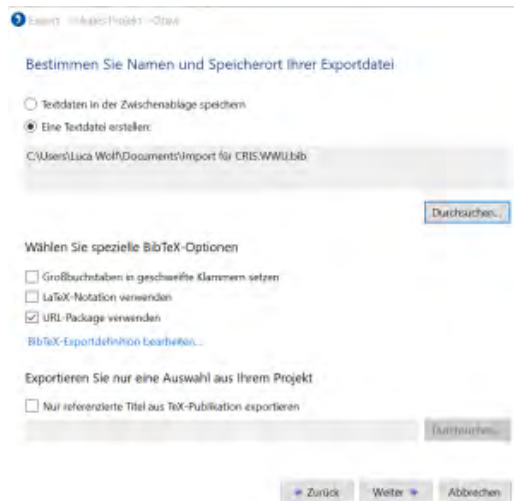 Export
Bestimmen Sie Namen und Speicherort Ihrer Exportdatei
Textdaten in der Zwischenablage speichern
Eine Textdatei erstellen:
C:\Users\Luca Wolf\Documents\Import für CRIS.WWU.bib
Durchsuchen...
Wählen Sie spezielle BibTeX-Optionen
Großbuchstaben in geschweifte Klammern setzen
LaTeX-Notation verwenden
URL-Package verwenden
BibTeX-Exportdefinition bearbeiten...
Exportieren Sie nur eine Auswahl aus Ihrem Projekt
Nur referenzierte Titel aus TeX-Publikation exportieren
Durchsuchen...
Zurück Weiter Abbrechen